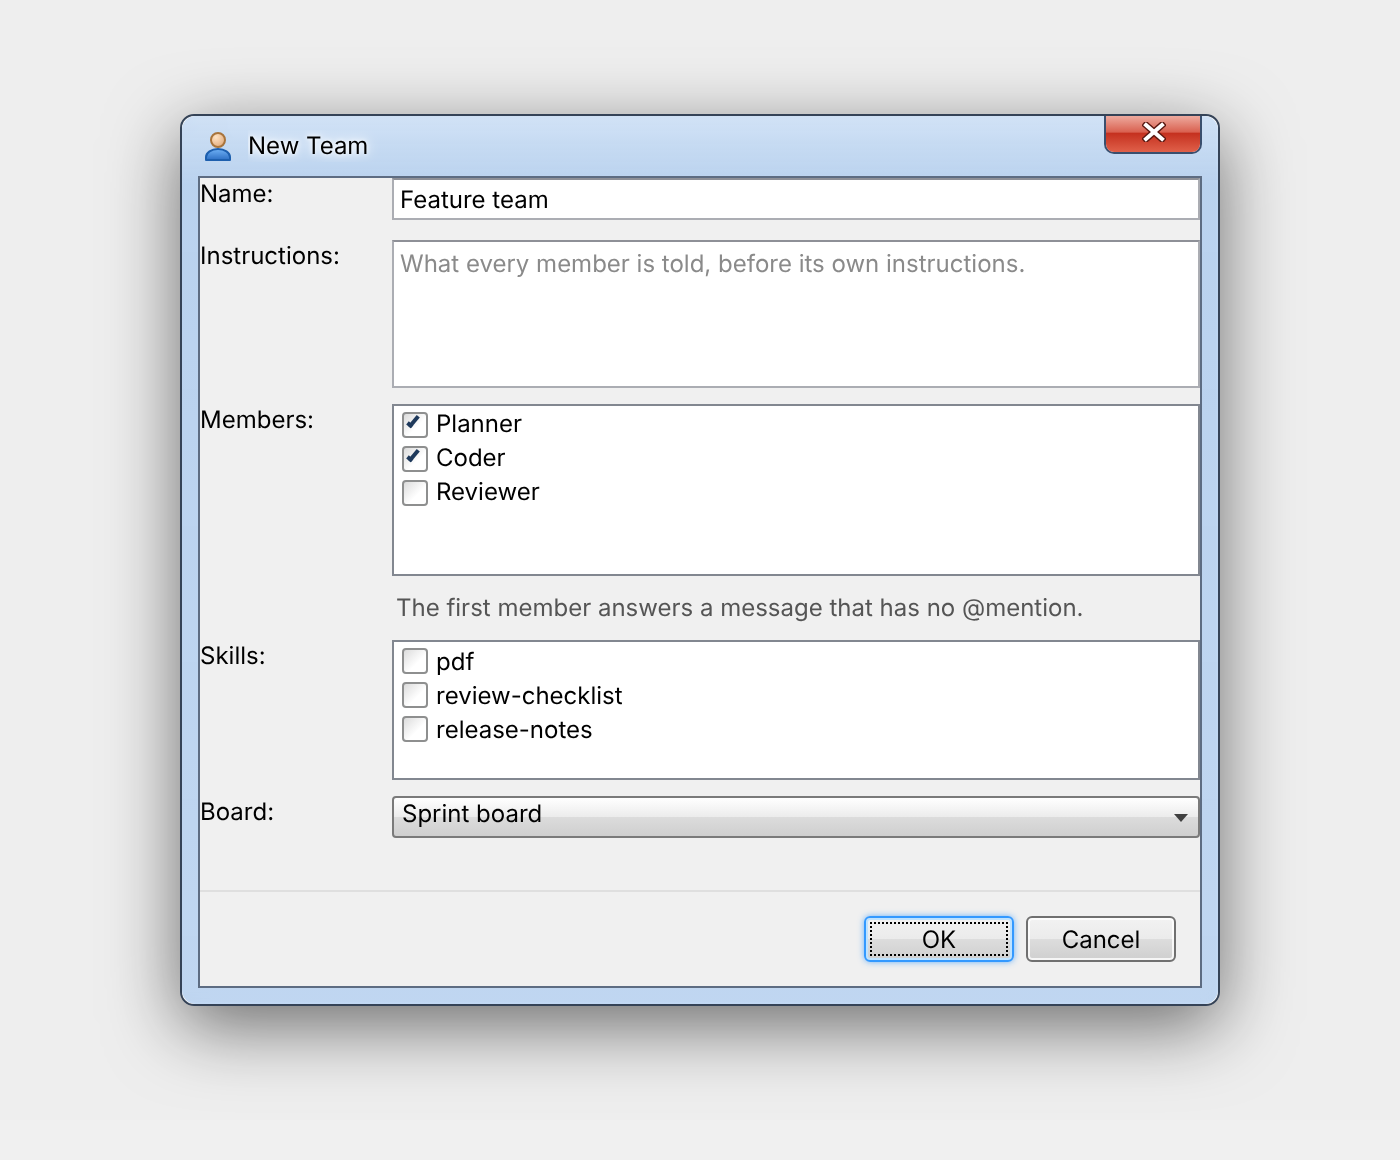 New Team
Name:
Feature team
Instructions:
What every member is told, before its own instructions.
Members:
Planner
Coder
Reviewer
The first member answers a message that has no @mention.
Skills:
pdf
review-checklist
release-notes
Board:
Sprint board
OK
Cancel